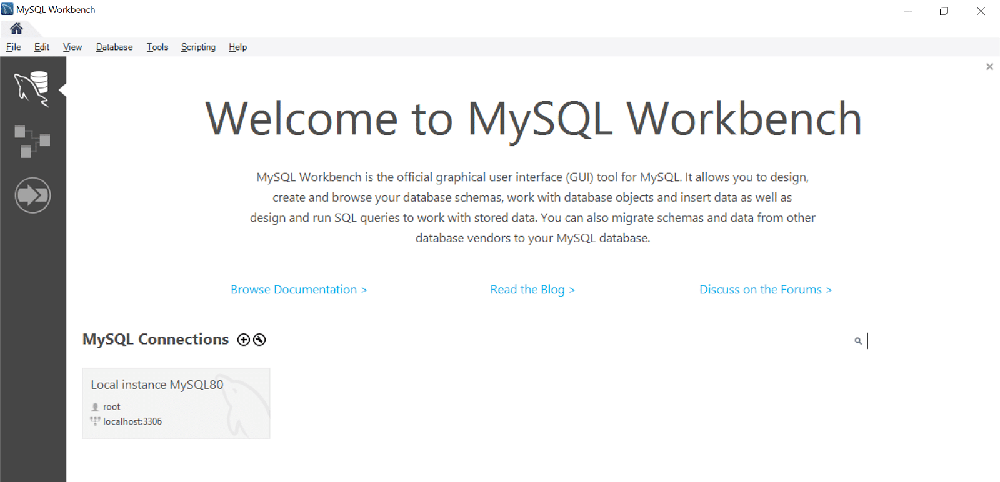 MySQL Workbench
File Edit View Database Tools Scripting Help
Welcome to MySQL Workbench
MySQL Workbench is the official graphical user interface (GUI) tool for MySQL. It allows you to design,
create and browse your database schemas, work with database objects and insert data as well as
design and run SQL queries to work with stored data. You can also migrate schemas and data from other
database vendors to your MySQL database.
Browse Documentation > Read the Blog > Discuss on the Forums >
MySQL Connections
Local instance MySQL80
root
localhost:3306